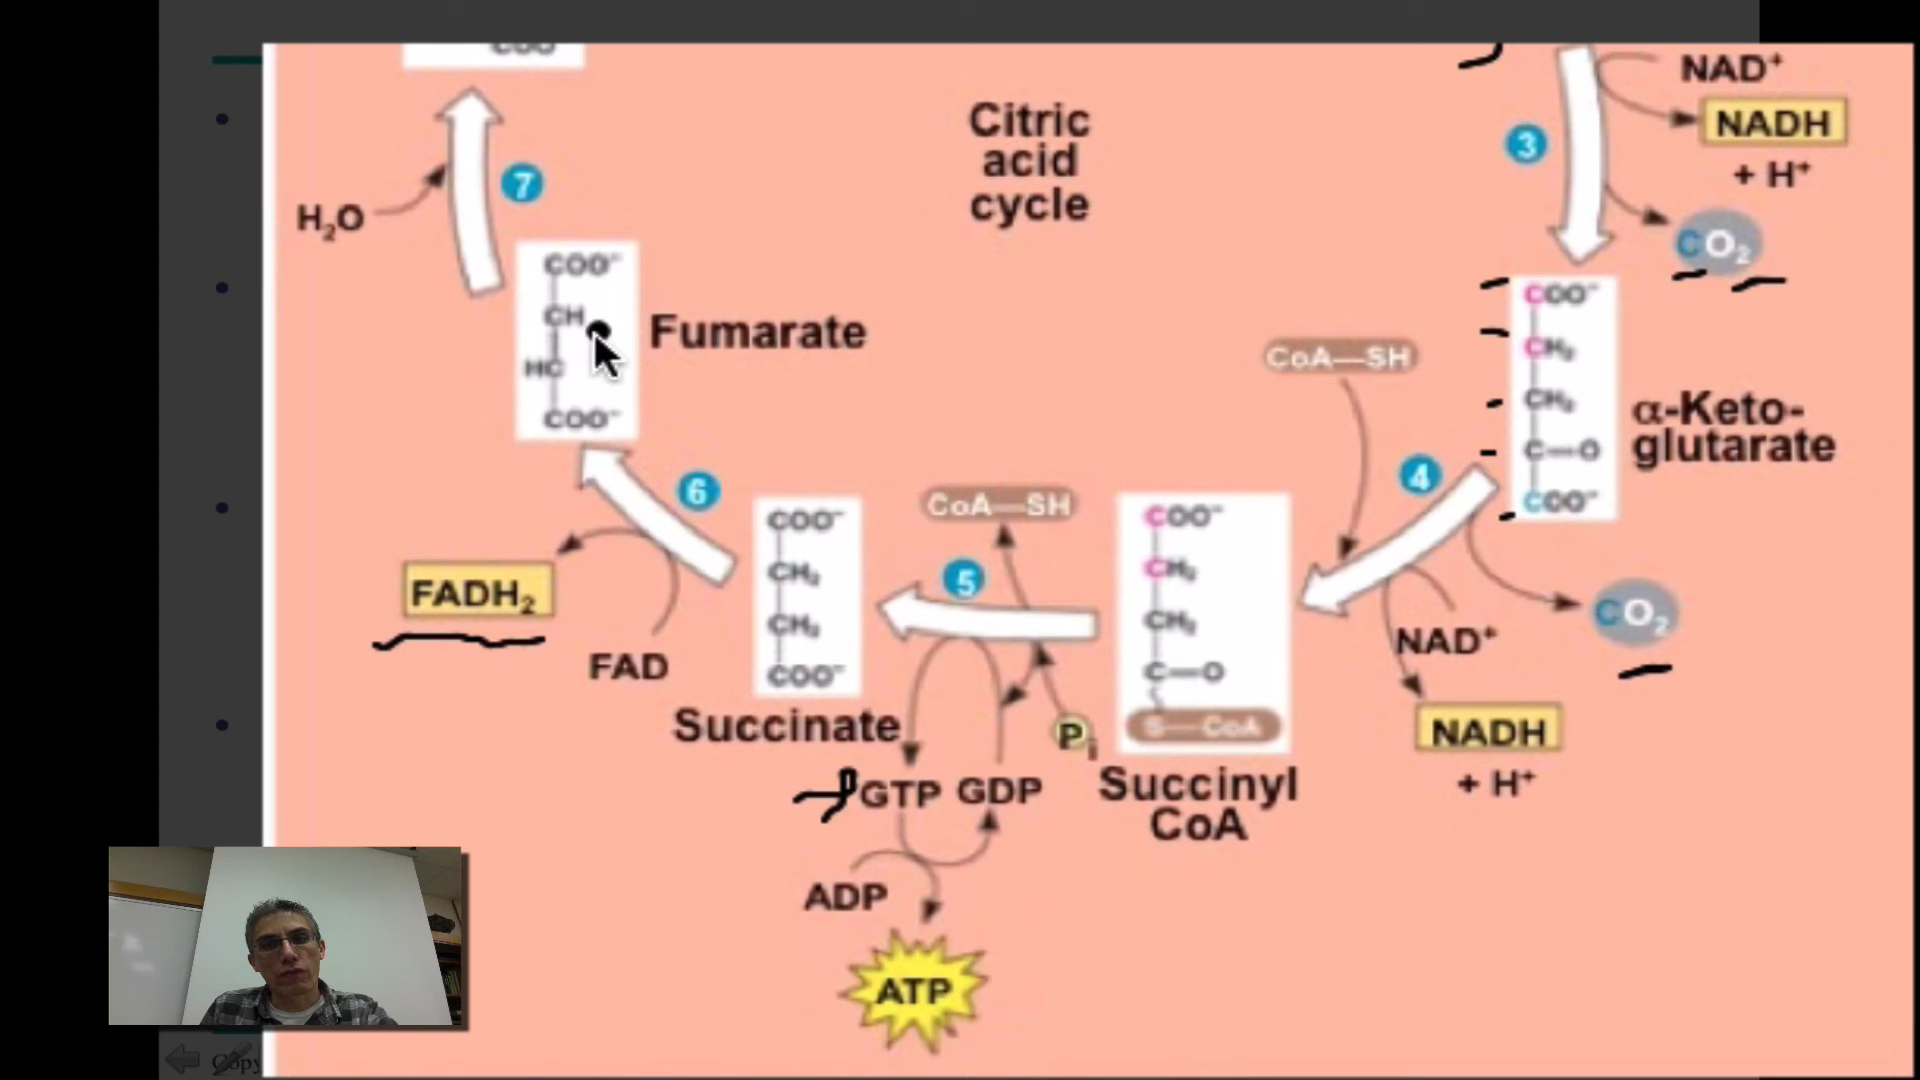 COO
NAD⁺
NADH
+ H⁺
3
CO₂
Citric
acid
cycle
7
H₂O
COO⁻
CH
HC
COO⁻
Fumarate
CoA—SH
COO⁻
CH₂
CH₂
C—O
COO⁻
α-Keto-
glutarate
4
6
FADH₂
FAD
COO⁻
CH₂
CH₂
COO⁻
Succinate
CoA—SH
5
Pᵢ
COO⁻
CH₂
CH₂
C—O
S—CoA
Succinyl
CoA
CO₂
NAD⁺
NADH
+ H⁺
GTP GDP
ADP
ATP
Copy